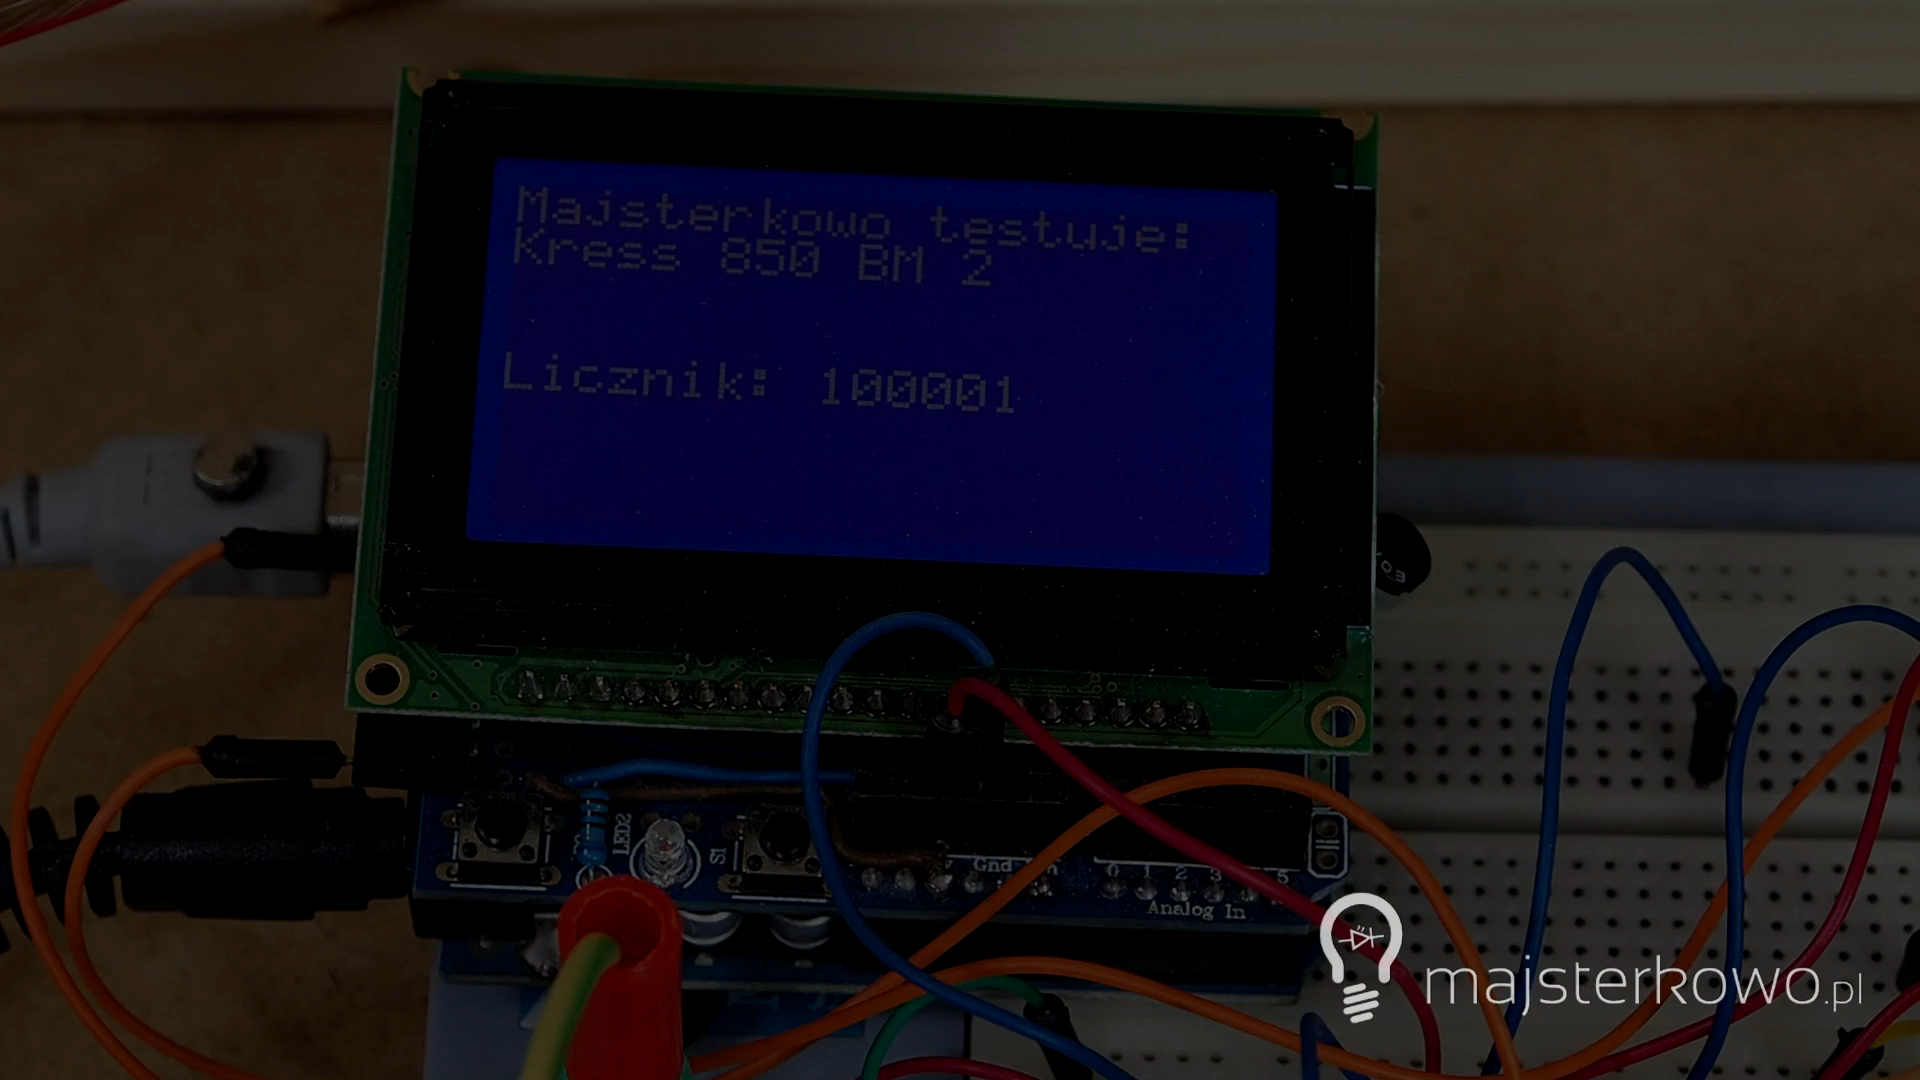 Majsterkowo testuje:
Kress 850 BM 2
Licznik: 100001
LED2
S1
Gnd
0 1 2 3 5
Analog In
majsterkowo.pl